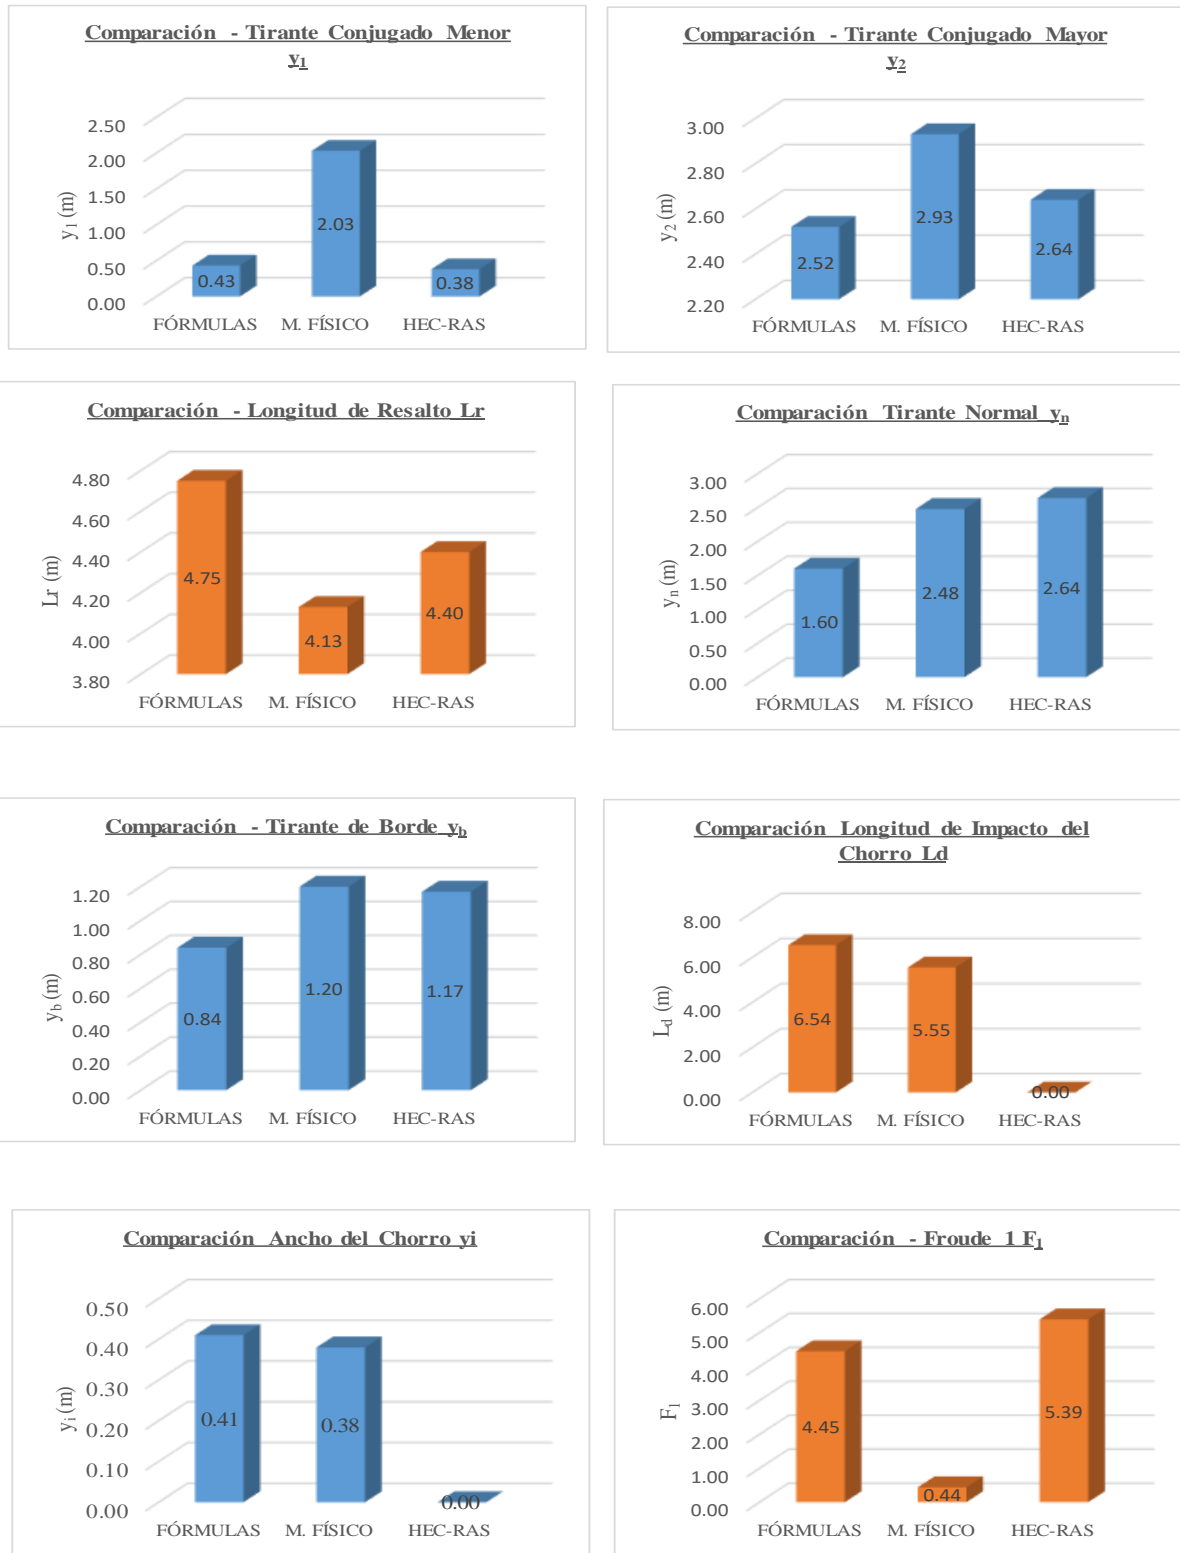 Comparación - Tirante Conjugado Menor
y1
2.50
2.00
1.50
1.00
0.50
0.00
y1 (m)
0.43
2.03
0.38
FÓRMULAS M. FÍSICO HEC-RAS
Comparación - Tirante Conjugado Mayor
y2
3.00
2.80
2.60
2.40
2.20
y2 (m)
2.52
2.93
2.64
FÓRMULAS M. FÍSICO HEC-RAS
Comparación - Longitud de Resalto Lr
4.80
4.60
4.40
4.20
4.00
3.80
Lr (m)
4.75
4.13
4.40
FÓRMULAS M. FÍSICO HEC-RAS
Comparación Tirante Normal yn
3.00
2.50
2.00
1.50
1.00
0.50
0.00
yn (m)
1.60
2.48
2.64
FÓRMULAS M. FÍSICO HEC-RAS
Comparación - Tirante de Borde yb
1.20
1.00
0.80
0.60
0.40
0.20
0.00
yb (m)
0.84
1.20
1.17
FÓRMULAS M. FÍSICO HEC-RAS
Comparación Longitud de Impacto del
Chorro Ld
8.00
6.00
4.00
2.00
0.00
Ld (m)
6.54
5.55
0.00
FÓRMULAS M. FÍSICO HEC-RAS
Comparación Ancho del Chorro yi
0.50
0.40
0.30
0.20
0.10
0.00
yi (m)
0.41
0.38
0.00
FÓRMULAS M. FÍSICO HEC-RAS
Comparación - Froude 1 F1
6.00
5.00
4.00
3.00
2.00
1.00
0.00
F1
4.45
0.44
5.39
FÓRMULAS M. FÍSICO HEC-RAS